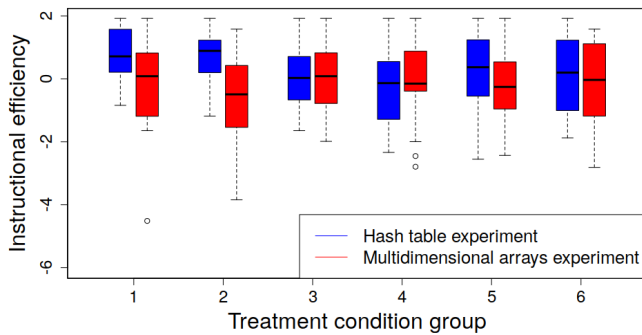 Instructional efficiency
2
0
-2
-4
-6
Hash table experiment
Multidimensional arrays experiment
1 2 3 4 5 6
Treatment condition group